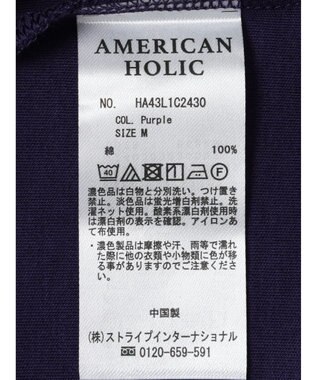 AMERICAN
HOLIC
NO. HA43L1C2430
COL. Purple
SIZE M
綿 100%
40
濃色品は白物と分別洗い。つけ置き
禁止。淡色品は蛍光増白剤禁止。洗
濯ネット使用。酸素系漂白剤使用時
は漂白剤の表示を確認。アイロンあ
て布使用。
・濃色製品は摩擦や汗、雨等で濡れ
た際に他の衣類や小物類に色が移
る事がありますのでご注意くださ
い。
中国製
(株)ストライプインターナショナル
0120-659-591